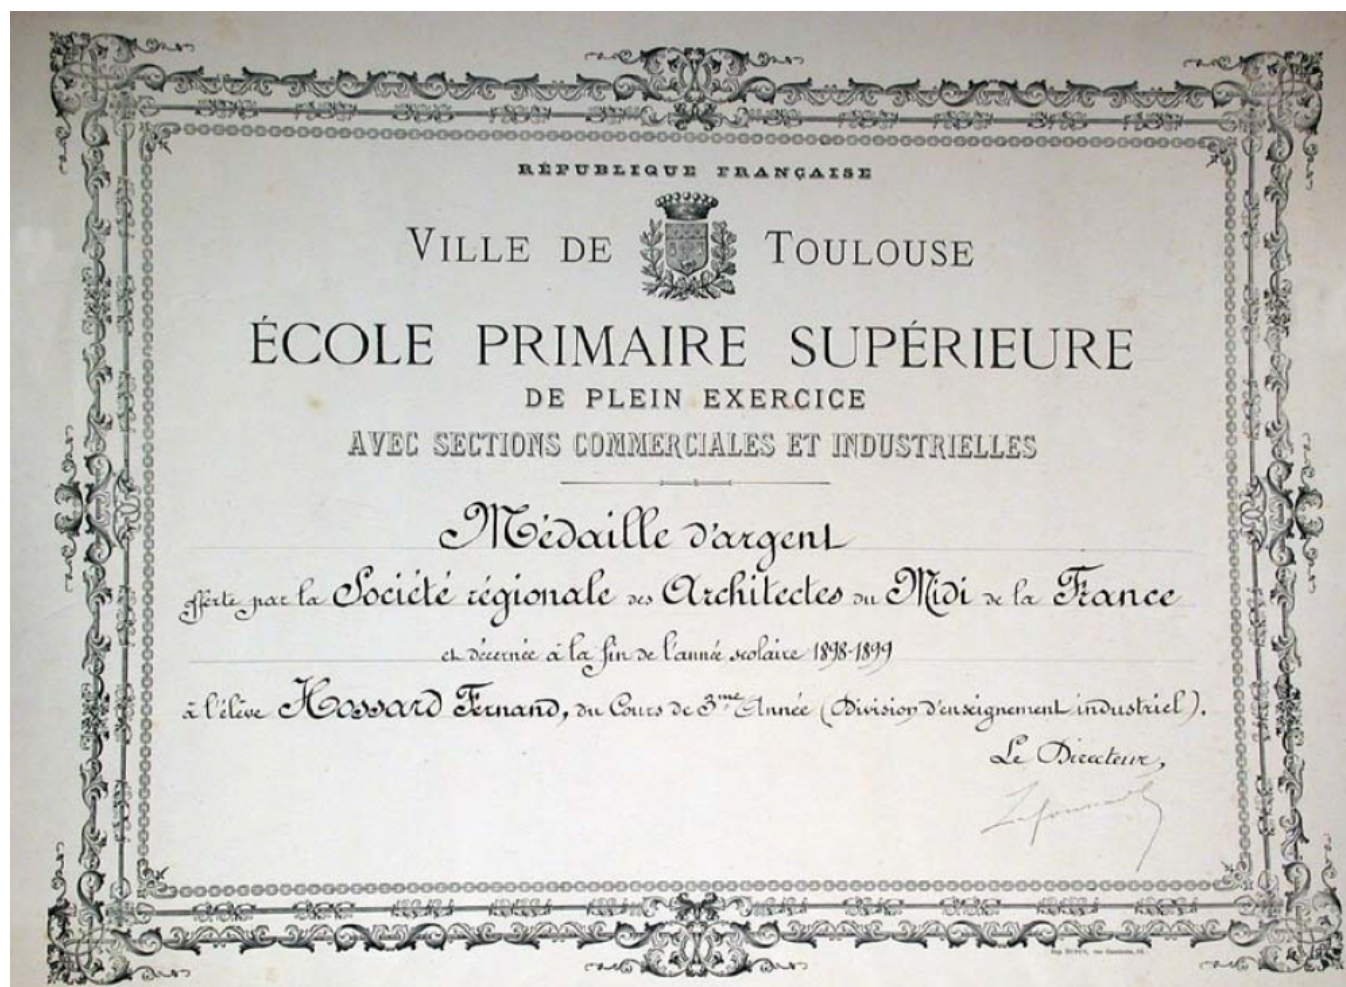 RÉPUBLIQUE FRANÇAISE
VILLE DE TOULOUSE
ÉCOLE PRIMAIRE SUPÉRIEURE
DE PLEIN EXERCICE
AVEC SECTIONS COMMERCIALES ET INDUSTRIELLES
Médaille d'argent
offerte par la Société régionale des Architectes du Midi de la France
et décernée à la fin de l'année scolaire 1898-1899
à l'élève Hossard Fernand, du Cours de 3me Année (Division d'enseignement industriel).
Le Directeur,